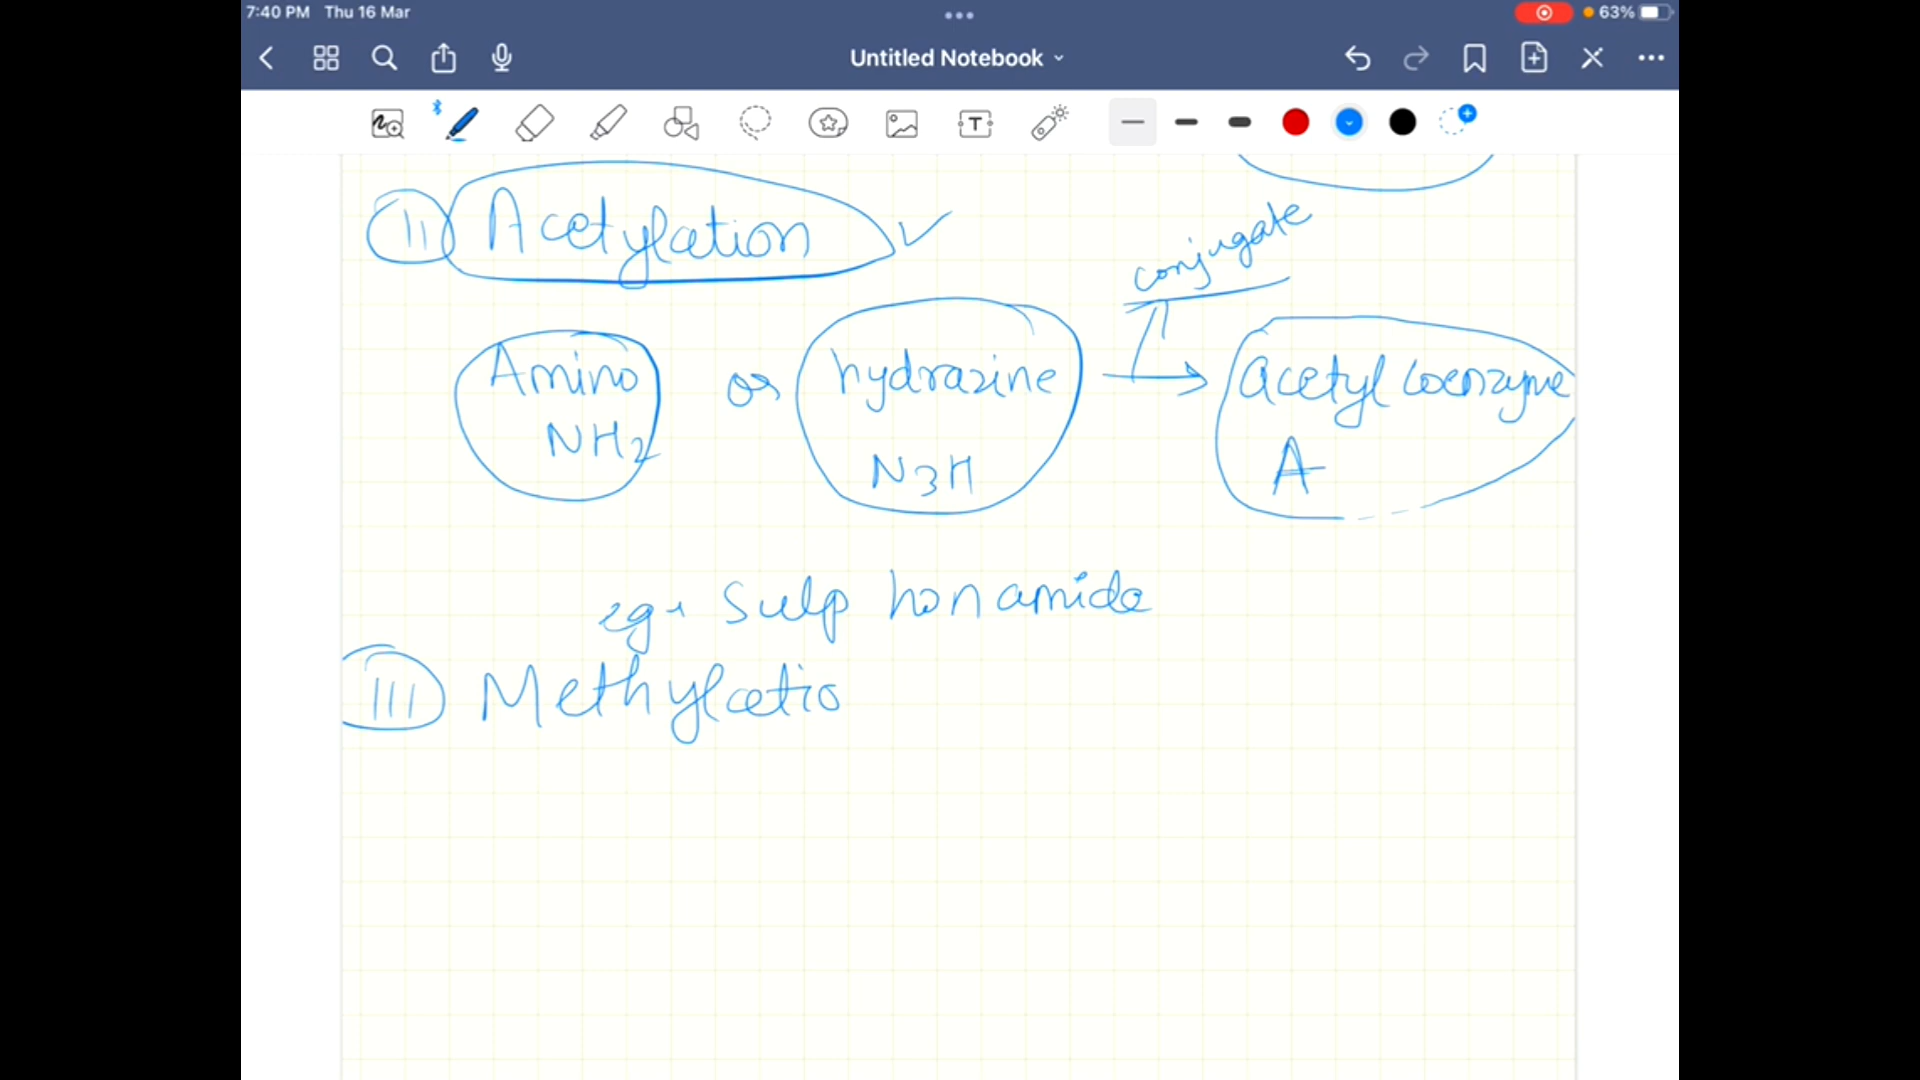 7:40 PM Thu 16 Mar
63%
Untitled Notebook
T
II Acetylation ✓
conjugate
Amino or hydrazine → acetyl coenzyme
NH2 N3H A
eg. Sulphonamide
III Methylatio